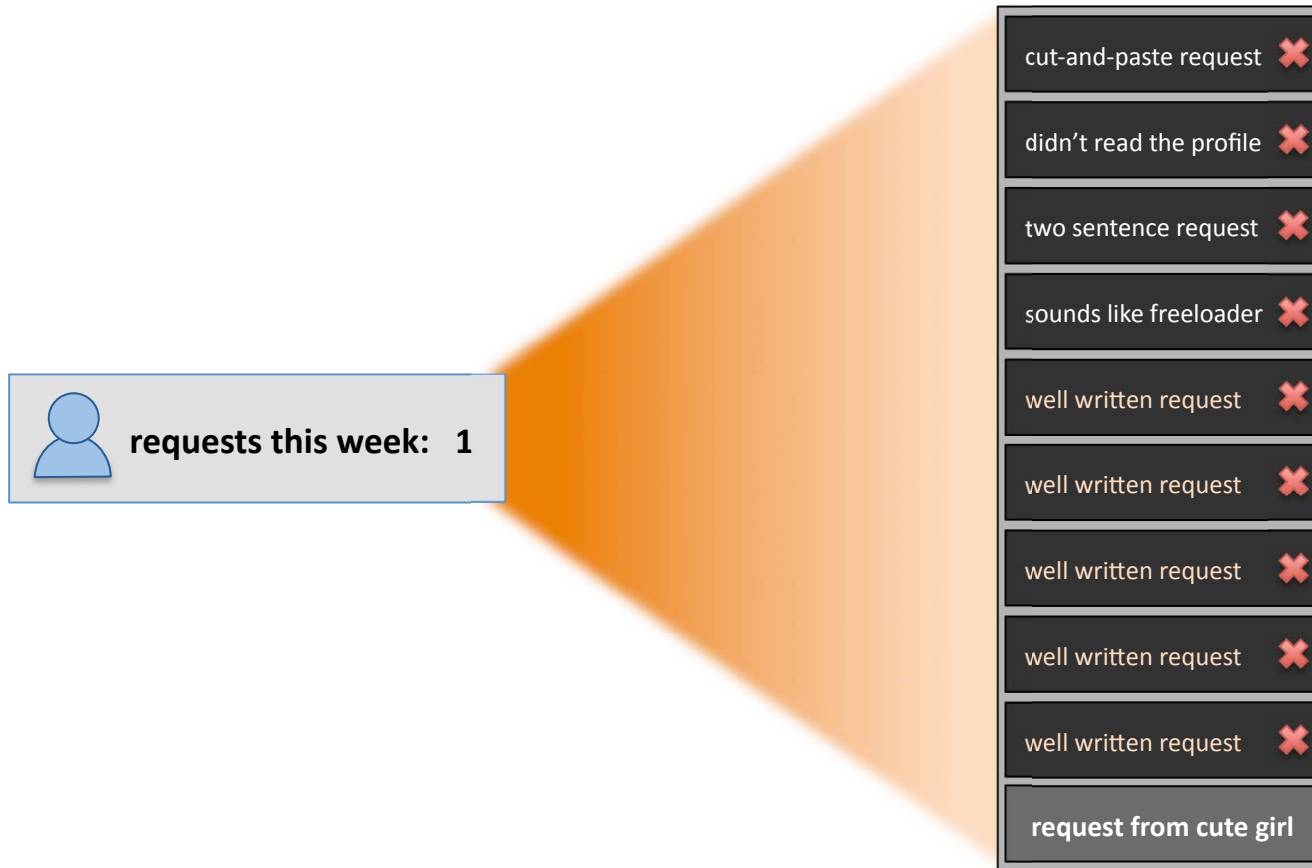 requests this week: 1
cut-and-paste request
didn’t read the profile
two sentence request
sounds like freeloader
well written request
well written request
well written request
well written request
well written request
request from cute girl